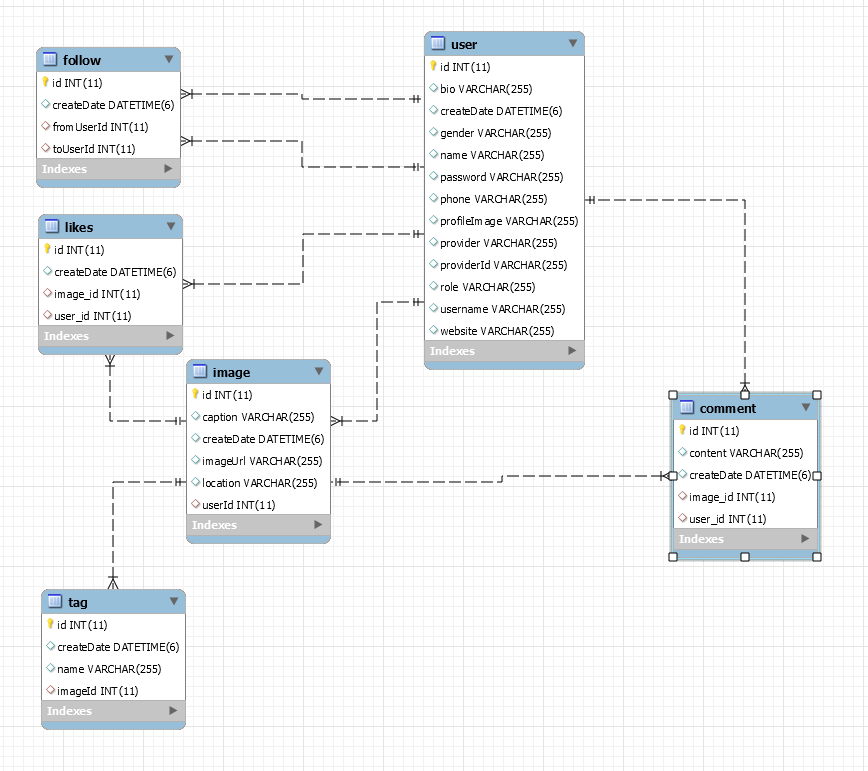 follow
id INT(11)
createDate DATETIME(6)
fromUserId INT(11)
toUserId INT(11)
Indexes
user
id INT(11)
bio VARCHAR(255)
createDate DATETIME(6)
gender VARCHAR(255)
name VARCHAR(255)
password VARCHAR(255)
phone VARCHAR(255)
profileImage VARCHAR(255)
provider VARCHAR(255)
providerId VARCHAR(255)
role VARCHAR(255)
username VARCHAR(255)
website VARCHAR(255)
Indexes
likes
id INT(11)
createDate DATETIME(6)
image_id INT(11)
user_id INT(11)
Indexes
image
id INT(11)
caption VARCHAR(255)
createDate DATETIME(6)
imageUrl VARCHAR(255)
location VARCHAR(255)
userId INT(11)
Indexes
comment
id INT(11)
content VARCHAR(255)
createDate DATETIME(6)
image_id INT(11)
user_id INT(11)
Indexes
tag
id INT(11)
createDate DATETIME(6)
name VARCHAR(255)
imageId INT(11)
Indexes